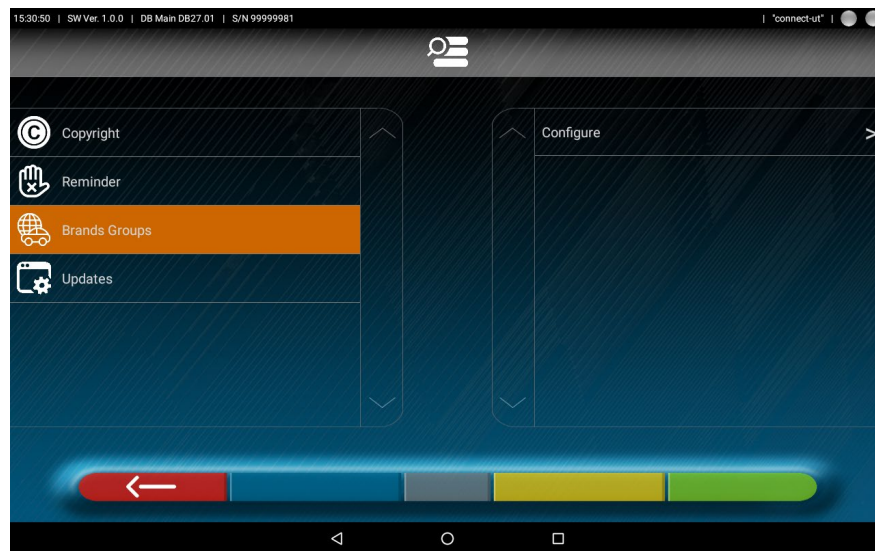 15:30:50 | SW Ver. 1.0.0 | DB Main DB27.01 | S/N 99999981 | "connect-ut" |
Copyright
Configure >
Reminder
Brands Groups
Updates